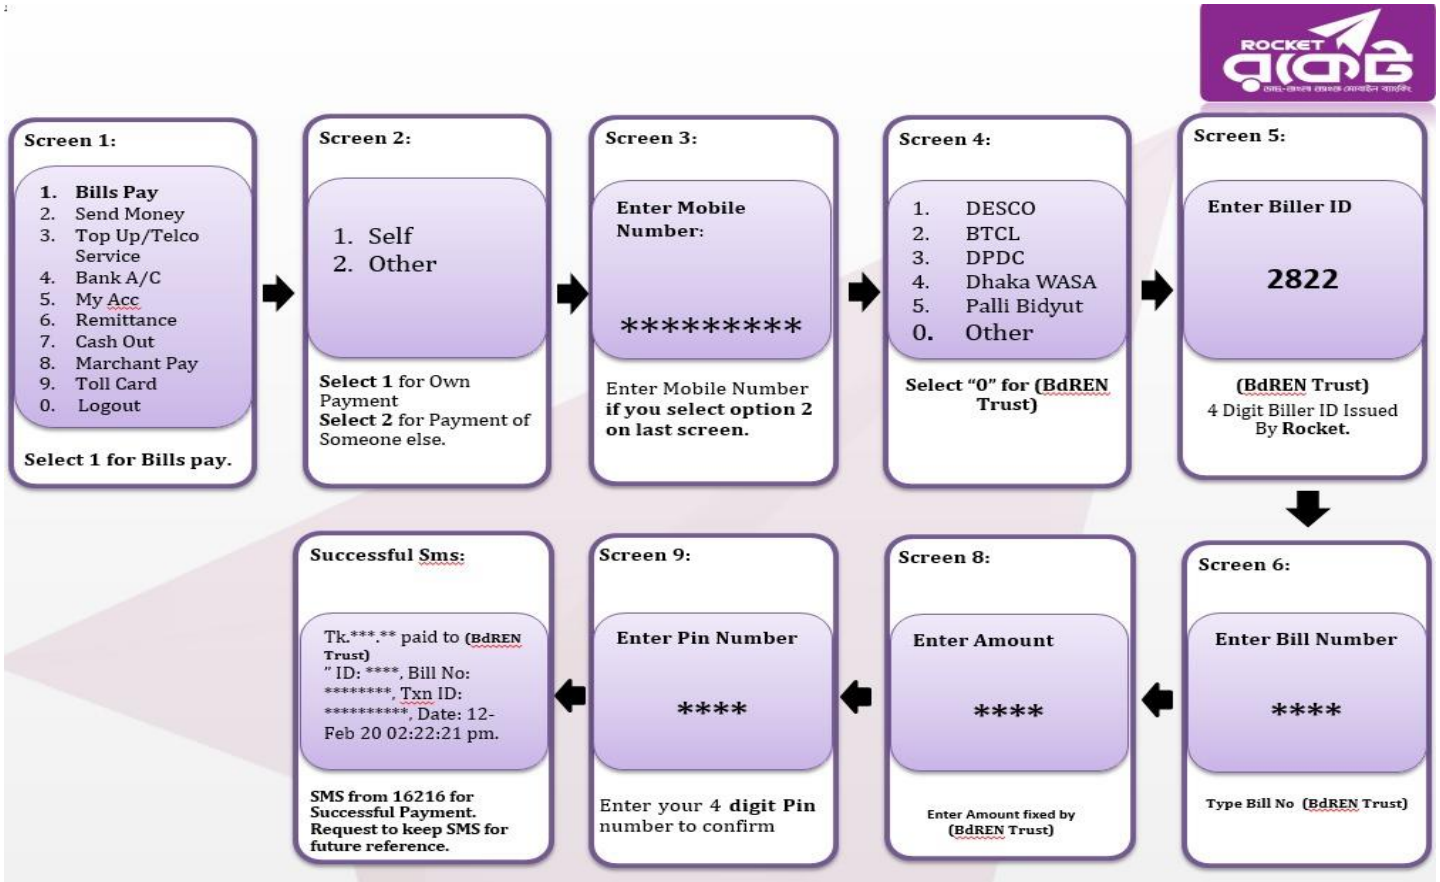 ROCKET
রকেট
ডাচ্-বাংলা ব্যাংক মোবাইল ব্যাংকিং
Screen 1:
1. Bills Pay
2. Send Money
3. Top Up/Telco
Service
4. Bank A/C
5. My Acc
6. Remittance
7. Cash Out
8. Marchant Pay
9. Toll Card
0. Logout
Select 1 for Bills pay.
Screen 2:
1. Self
2. Other
Select 1 for Own
Payment
Select 2 for Payment of
Someone else.
Screen 3:
Enter Mobile
Number:
*********
Enter Mobile Number
if you select option 2
on last screen.
Screen 4:
1. DESCO
2. BTCL
3. DPDC
4. Dhaka WASA
5. Palli Bidyut
0. Other
Select “0” for (BdREN
Trust)
Screen 5:
Enter Biller ID
2822
(BdREN Trust)
4 Digit Biller ID Issued
By Rocket.
Screen 6:
Enter Bill Number
****
Type Bill No (BdREN Trust)
Screen 8:
Enter Amount
****
Enter Amount fixed by
(BdREN Trust)
Screen 9:
Enter Pin Number
****
Enter your 4 digit Pin
number to confirm
Successful Sms:
Tk.***.** paid to (BdREN
Trust)
” ID: ****, Bill No:
********, Txn ID:
**********, Date: 12-
Feb 20 02:22:21 pm.
SMS from 16216 for
Successful Payment.
Request to keep SMS for
future reference.